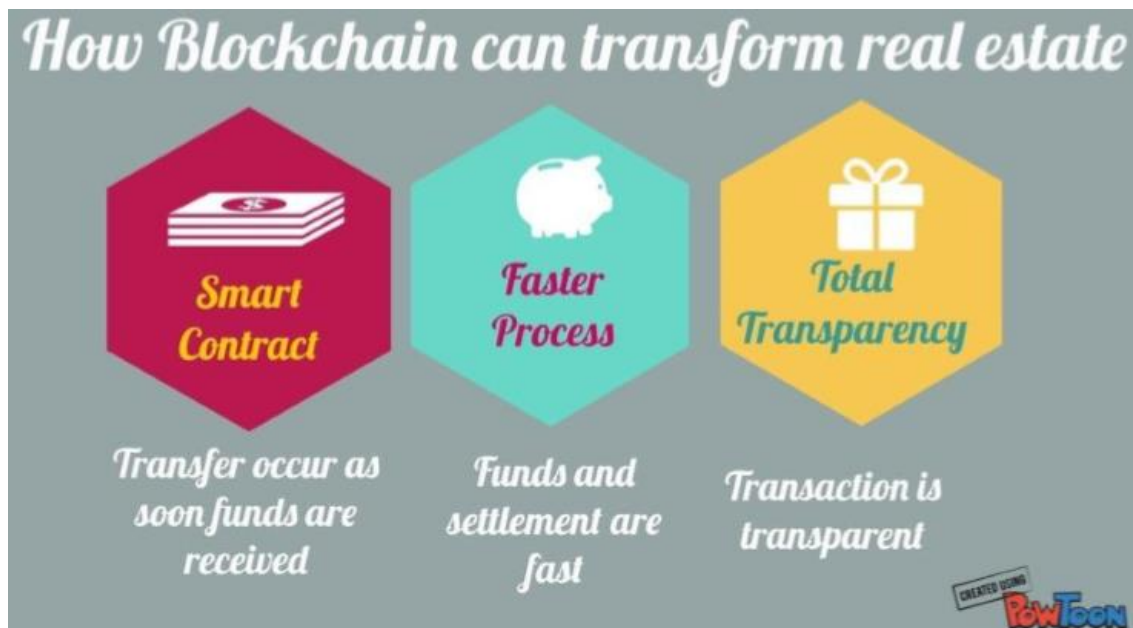 How Blockchain can transform real estate
Smart
Contract
Transfer occur as
soon funds are
received
Faster
Process
Funds and
settlement are
fast
Total
Transparency
Transaction is
transparent
CREATED USING
POWTOON